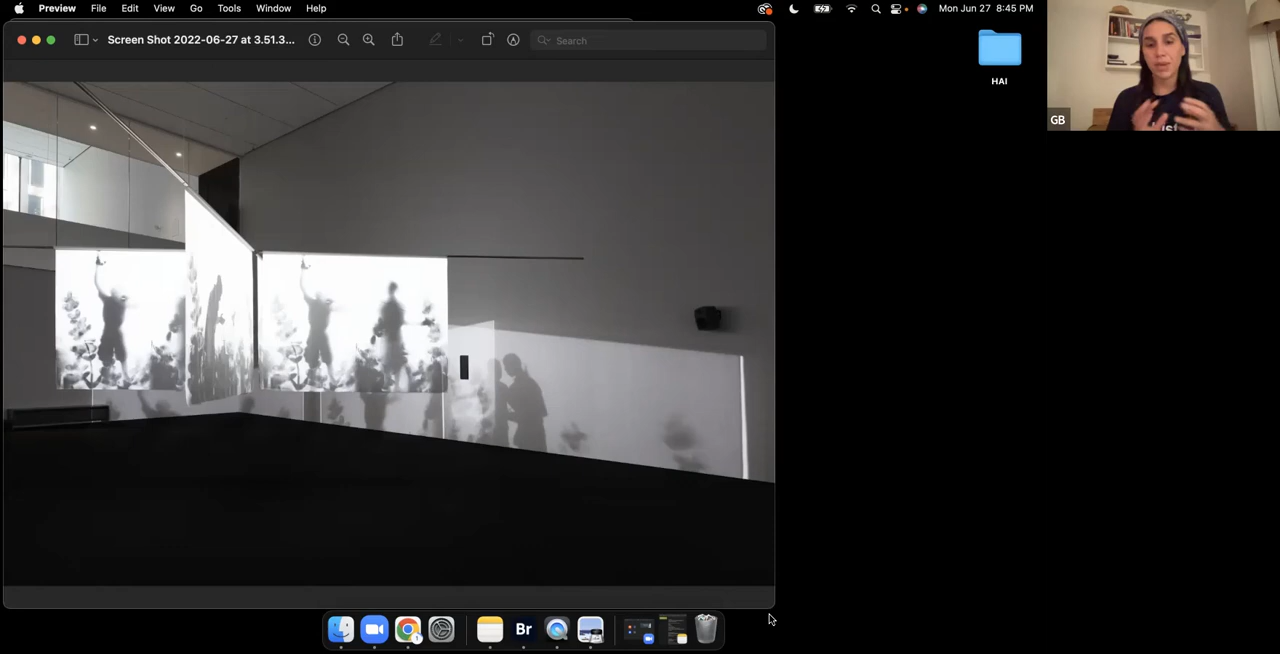 Preview File Edit View Go Tools Window Help Mon Jun 27 8:45 PM
Screen Shot 2022-06-27 at 3.51.3... Search
HAI
GB
Br